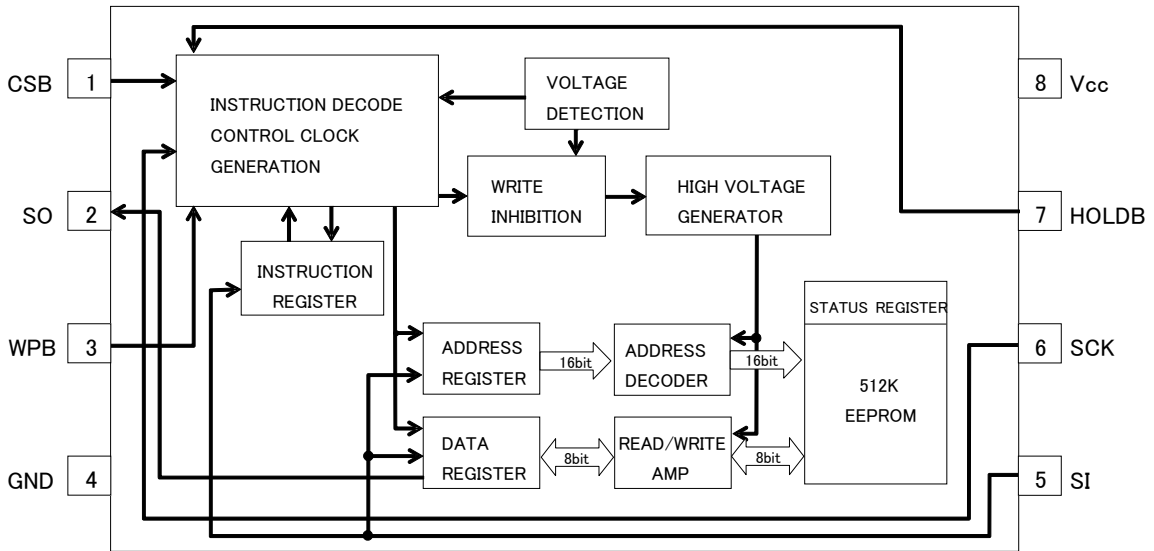 CSB
1
SO
2
WPB
3
GND
4
INSTRUCTION DECODE
CONTROL CLOCK
GENERATION
VOLTAGE
DETECTION
WRITE
INHIBITION
HIGH VOLTAGE
GENERATOR
INSTRUCTION
REGISTER
ADDRESS
REGISTER
16bit
ADDRESS
DECODER
16bit
STATUS REGISTER
512K
EEPROM
DATA
REGISTER
8bit
READ/WRITE
AMP
8bit
8
Vcc
7
HOLDB
6
SCK
5
SI